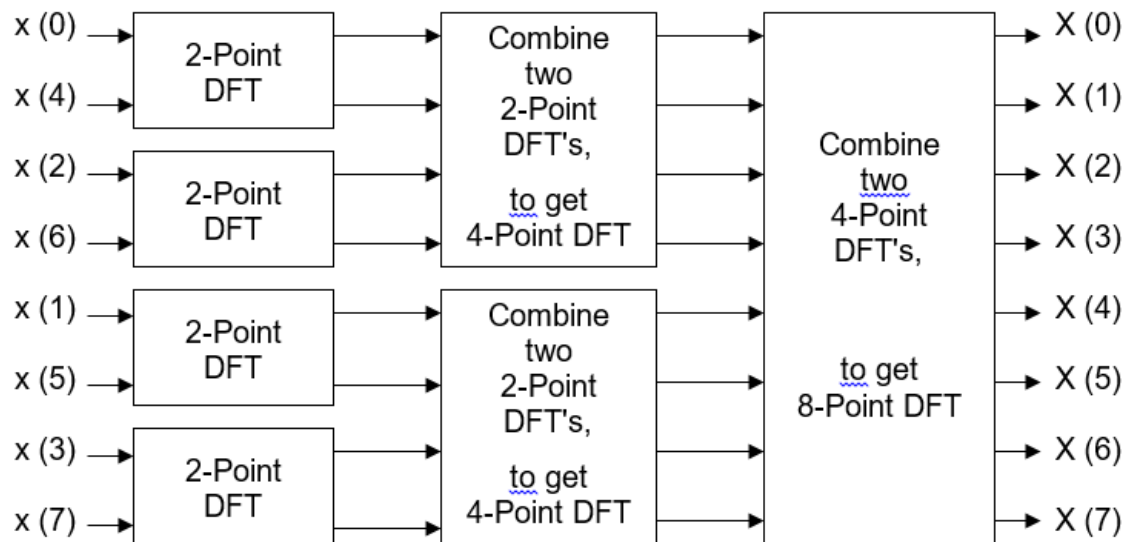 x (0)
x (4)
x (2)
x (6)
x (1)
x (5)
x (3)
x (7)
2-Point
DFT
2-Point
DFT
2-Point
DFT
2-Point
DFT
Combine
two
2-Point
DFT's,
to get
4-Point DFT
Combine
two
2-Point
DFT's,
to get
4-Point DFT
Combine
two
4-Point
DFT's,
to get
8-Point DFT
X (0)
X (1)
X (2)
X (3)
X (4)
X (5)
X (6)
X (7)